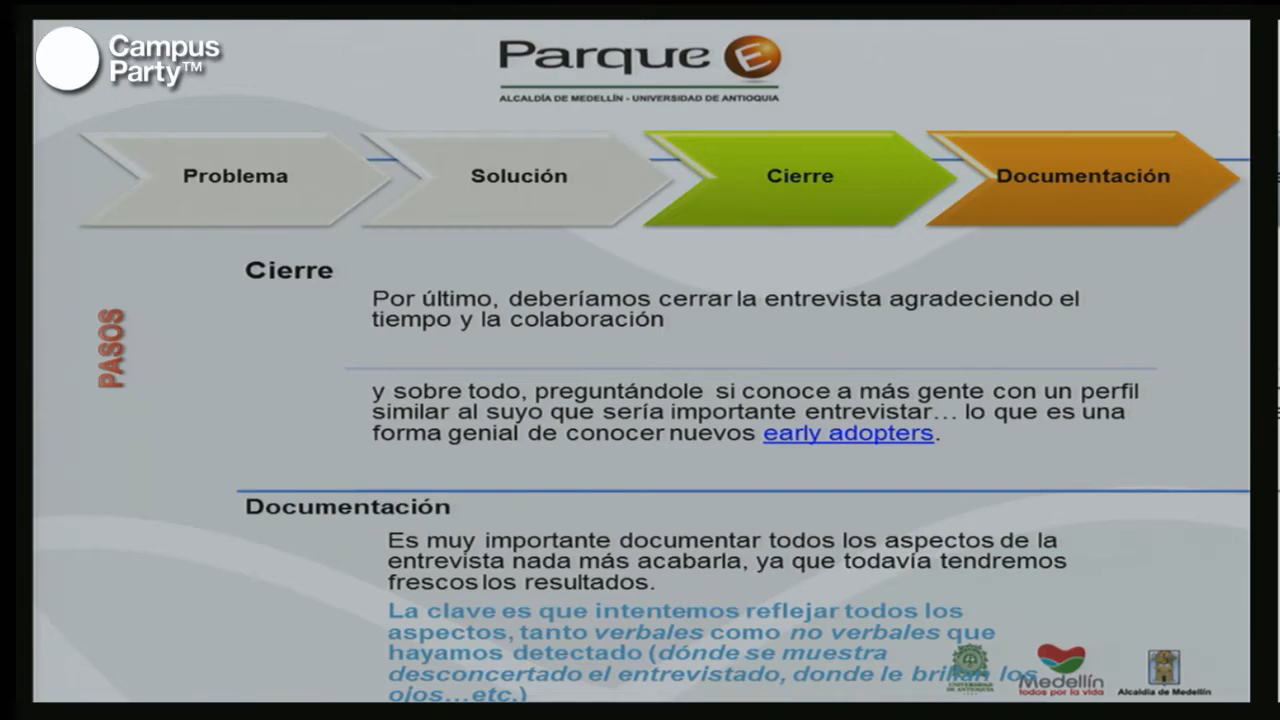 Campus
Party™
Parque E
ALCALDÍA DE MEDELLÍN - UNIVERSIDAD DE ANTIOQUIA
Problema
Solución
Cierre
Documentación
PASOS
Cierre
Por último, deberíamos cerrar la entrevista agradeciendo el
tiempo y la colaboración
y sobre todo, preguntándole si conoce a más gente con un perfil
similar al suyo que sería importante entrevistar… lo que es una
forma genial de conocer nuevos early adopters.
Documentación
Es muy importante documentar todos los aspectos de la
entrevista nada más acabarla, ya que todavía tendremos
frescos los resultados.
La clave es que intentemos reflejar todos los
aspectos, tanto verbales como no verbales que
hayamos detectado (dónde se muestra
desconcertado el entrevistado, donde le brillan los
ojos…etc.)
UNIVERSIDAD
DE ANTIOQUIA
Medellín
todos por la vida
Alcaldía de Medellín